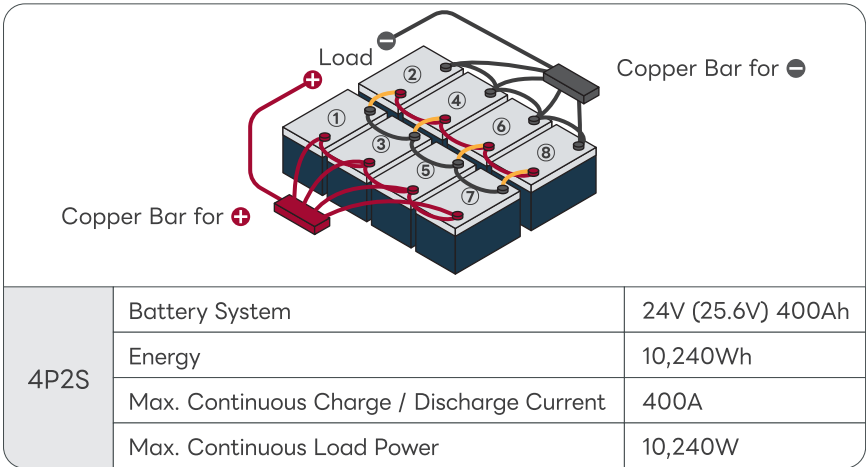 Load
Copper Bar for ⊖
①
②
③
④
⑤
⑥
⑦
⑧
Copper Bar for ⊕
4P2S
Battery System 24V (25.6V) 400Ah
Energy 10,240Wh
Max. Continuous Charge / Discharge Current 400A
Max. Continuous Load Power 10,240W